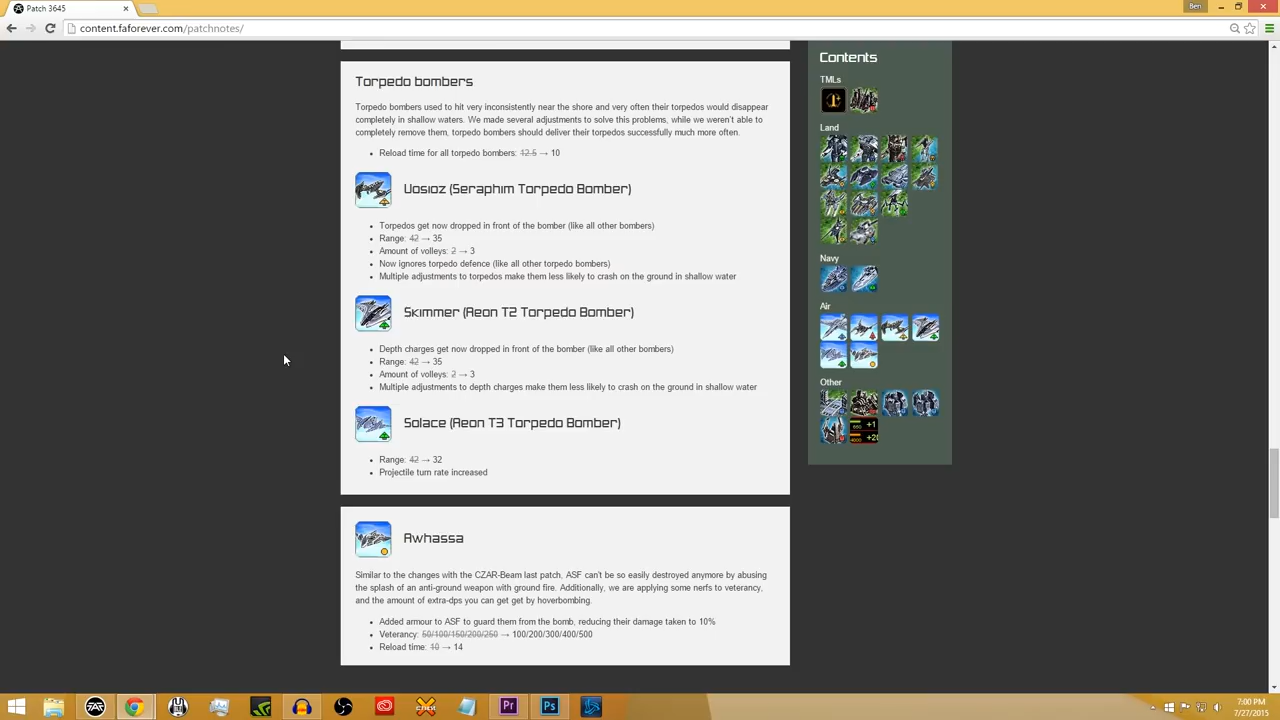 Patch 3645
Ben
content.faforever.com/patchnotes/
Torpedo bombers
Torpedo bombers used to hit very inconsistently near the shore and very often their torpedos would disappear
completely in shallow waters. We made several adjustments to solve this problems, while we weren't able to
completely remove them, torpedo bombers should deliver their torpedos successfully much more often.
• Reload time for all torpedo bombers: 12.5 → 10
Uosioz (Seraphim Torpedo Bomber)
• Torpedos get now dropped in front of the bomber (like all other bombers)
• Range: 42 → 35
• Amount of volleys: 2 → 3
• Now ignores torpedo defence (like all other torpedo bombers)
• Multiple adjustments to torpedos make them less likely to crash on the ground in shallow water
Skimmer (Aeon T2 Torpedo Bomber)
• Depth charges get now dropped in front of the bomber (like all other bombers)
• Range: 42 → 35
• Amount of volleys: 2 → 3
• Multiple adjustments to depth charges make them less likely to crash on the ground in shallow water
Solace (Aeon T3 Torpedo Bomber)
• Range: 42 → 32
• Projectile turn rate increased
Awhassa
Similar to the changes with the CZAR-Beam last patch, ASF can't be so easily destroyed anymore by abusing
the splash of an anti-ground weapon with ground fire. Additionally, we are applying some nerfs to veterancy,
and the amount of extra-dps you can get get by hoverbombing.
• Added armour to ASF to guard them from the bomb, reducing their damage taken to 10%
• Veterancy: 50/100/150/200/250 → 100/200/300/400/500
• Reload time: 10 → 14
Contents
TMLs
Land
Navy
Air
Other
+1
FAF
Pr
Ps
7:00 PM
7/27/2015